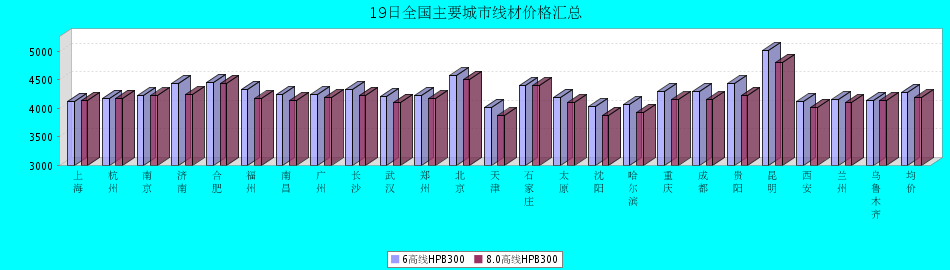 19日全国主要城市线材价格汇总
5000
4500
4000
3500
3000
上海
杭州
南京
济南
合肥
福州
南昌
广州
长沙
武汉
郑州
北京
天津
石家庄
太原
沈阳
哈尔滨
重庆
成都
贵阳
昆明
西安
兰州
乌鲁木齐
均价
6高线HPB300 8.0高线HPB300